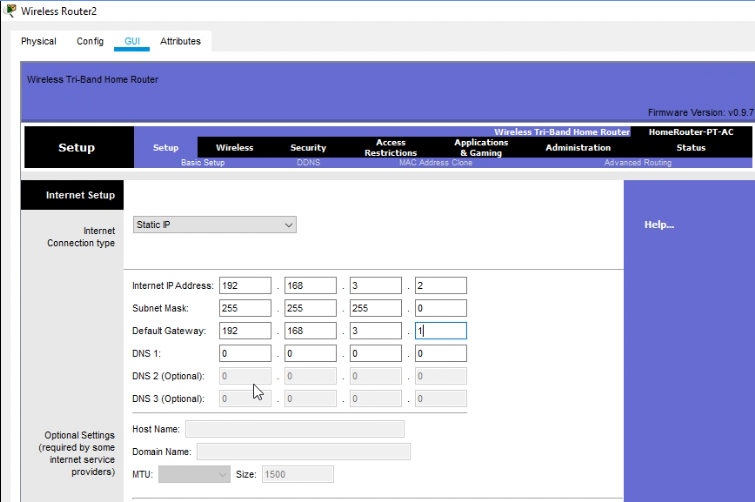 Wireless Router2
Physical Config GUI Attributes
Wireless Tri-Band Home Router
Firmware Version: v0.9.7
Wireless Tri-Band Home Router HomeRouter-PT-AC
Setup Setup Wireless Security Access Restrictions Applications & Gaming Administration Status
Basic Setup DDNS MAC Address Clone Advanced Routing
Internet Setup
Internet Connection type
Static IP
Help...
Internet IP Address: 192 . 168 . 3 . 2
Subnet Mask: 255 . 255 . 255 . 0
Default Gateway: 192 . 168 . 3 . 1
DNS 1: 0 . 0 . 0 . 0
DNS 2 (Optional): 0 . 0 . 0 . 0
DNS 3 (Optional): 0 . 0 . 0 . 0
Optional Settings
(required by some
internet service
providers)
Host Name:
Domain Name:
MTU: Size: 1500